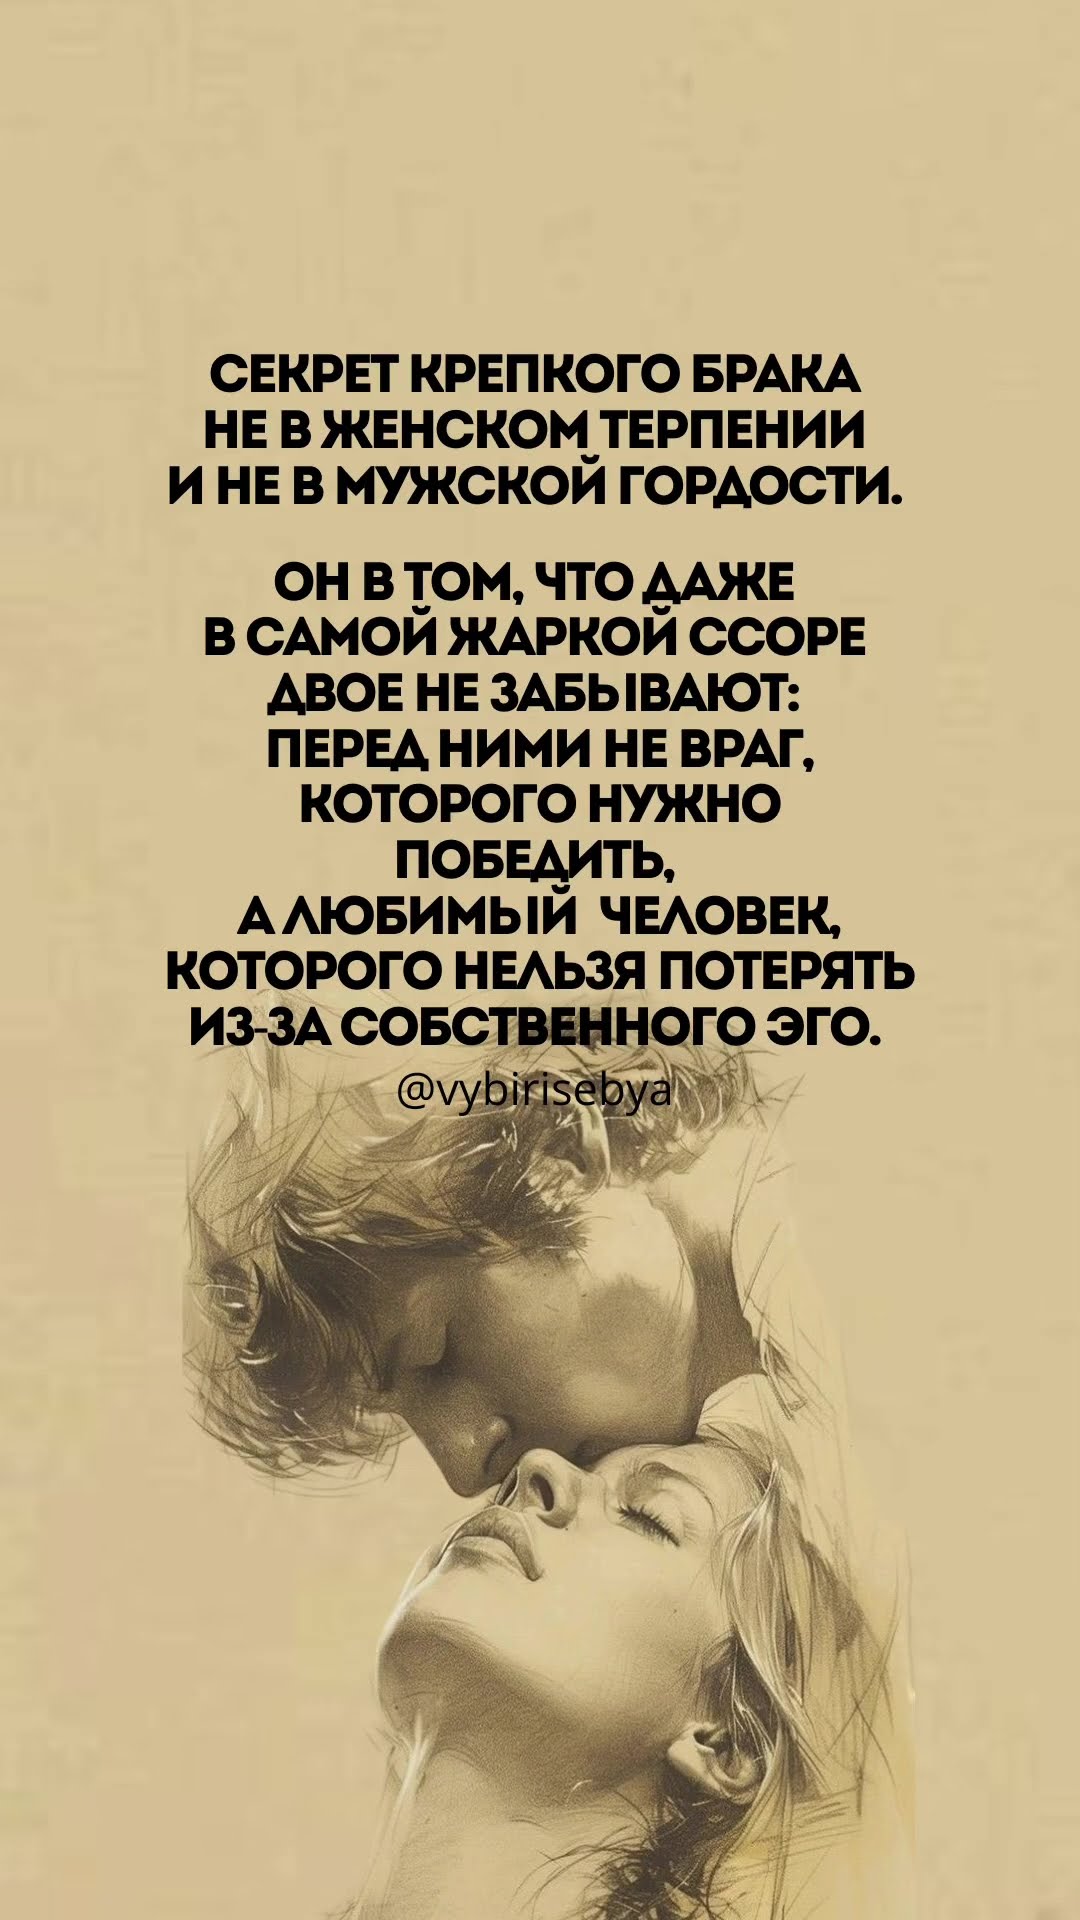 СЕКРЕТ КРЕПКОГО БРАКА
НЕ В ЖЕНСКОМ ТЕРПЕНИИ
И НЕ В МУЖСКОЙ ГОРДОСТИ.
ОН В ТОМ, ЧТО ДАЖЕ
В САМОЙ ЖАРКОЙ ССОРЕ
ДВОЕ НЕ ЗАБЫВАЮТ:
ПЕРЕД НИМИ НЕ ВРАГ,
КОТОРОГО НУЖНО
ПОБЕДИТЬ,
А ЛЮБИМЫЙ ЧЕЛОВЕК,
КОТОРОГО НЕЛЬЗЯ ПОТЕРЯТЬ
ИЗ-ЗА СОБСТВЕННОГО ЭГО.
@vybirisebya